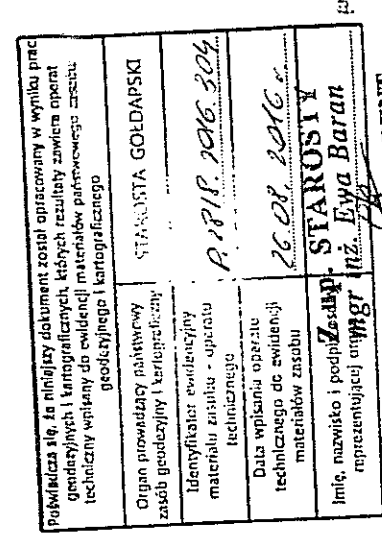 Poświadcza się, że niniejszy dokument został opracowany w wyniku prac
geodezyjnych i kartograficznych, których rezultaty zawiera operat
techniczny wpisany do ewidencji materiałów państwowego zasobu
geodezyjnego i kartograficznego
Organ prowadzący państwowy
zasób geodezyjny i kartograficzny
STAROSTA GOŁDAPSKI
Identyfikator ewidencyjny
materiału zasobu - operatu
technicznego
P.2818.2016.304
Data wpisania operatu
technicznego do ewidencji
materiałów zasobu
26.08.2016 r.
Imię, nazwisko i podpis osoby
reprezentującej organ
Z up. STAROSTY
mgr inż. Ewa Baran